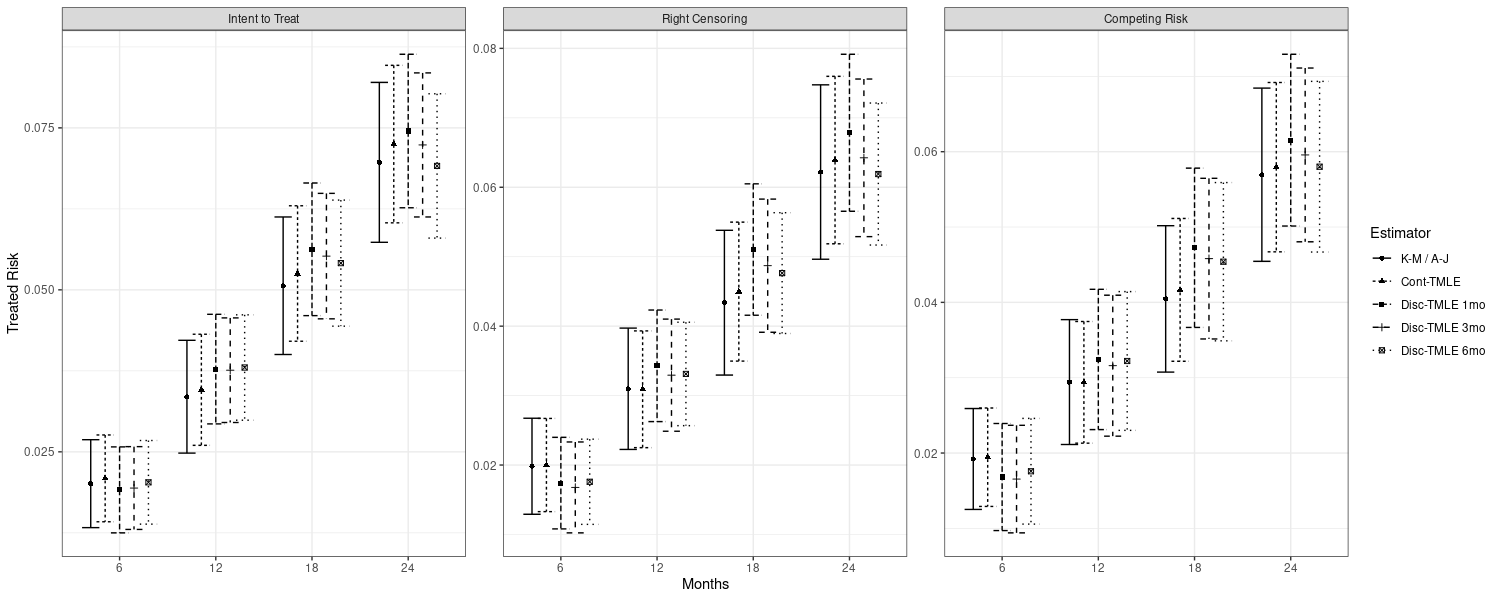 Intent to Treat
Right Censoring
Competing Risk
Treated Risk
0.075
0.050
0.025
0.08
0.06
0.04
0.02
0.06
0.04
0.02
6 12 18 24
6 12 18 24
6 12 18 24
Months
Estimator
K-M / A-J
Cont-TMLE
Disc-TMLE 1mo
Disc-TMLE 3mo
Disc-TMLE 6mo